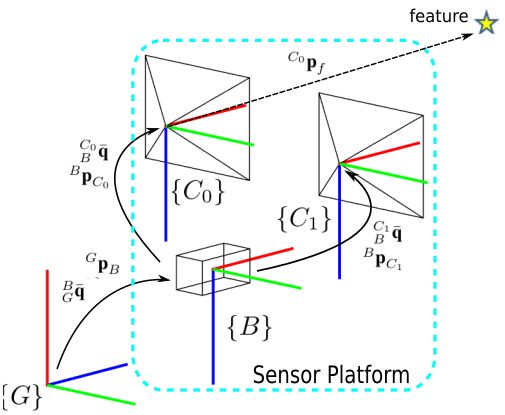 feature
^{C_0}\mathbf{p}_f
^{C_0}_{B}\bar{\mathbf{q}}
^{B}\mathbf{p}_{C_0}
{C_0}
{C_1}
^{C_1}_{B}\bar{\mathbf{q}}
^{B}\mathbf{p}_{C_1}
^{G}\mathbf{p}_B
^{B}_{G}\bar{\mathbf{q}}
{B}
Sensor Platform
{G}